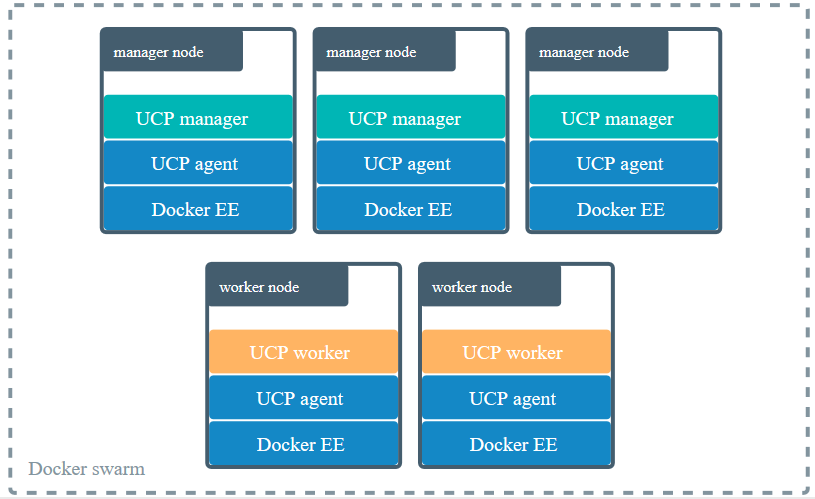 manager node
manager node
manager node
UCP manager
UCP manager
UCP manager
UCP agent
UCP agent
UCP agent
Docker EE
Docker EE
Docker EE
worker node
worker node
UCP worker
UCP worker
UCP agent
UCP agent
Docker EE
Docker EE
Docker swarm